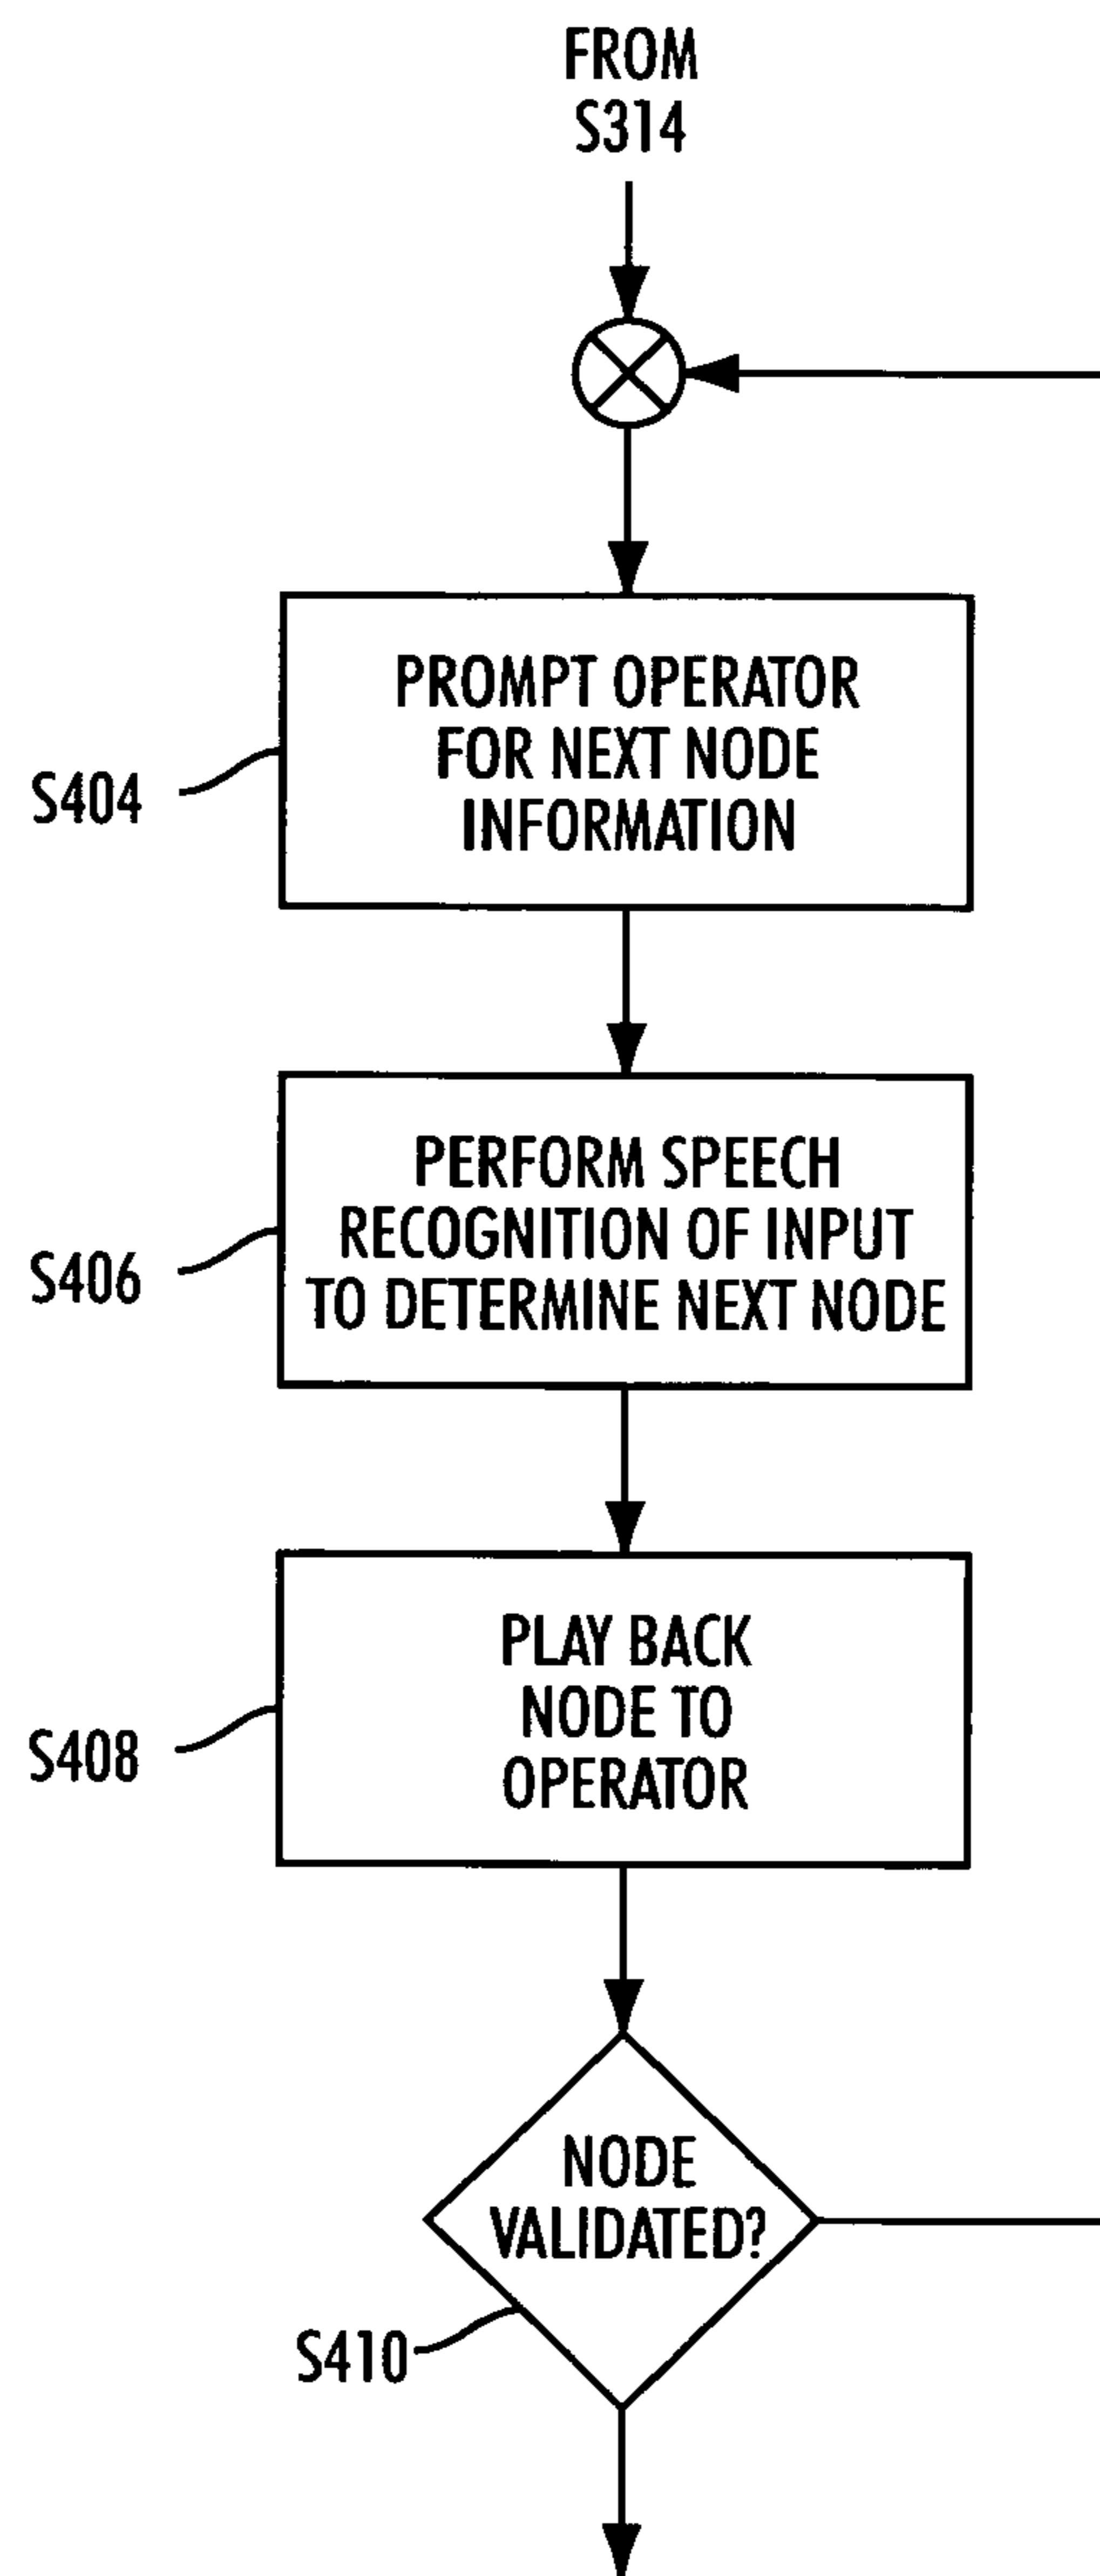 FROM
S314
PROMPT OPERATOR
FOR NEXT NODE
INFORMATION
S404
PERFORM SPEECH
RECOGNITION OF INPUT
TO DETERMINE NEXT NODE
S406
PLAY BACK
NODE TO
OPERATOR
S408
NODE
VALIDATED?
S410